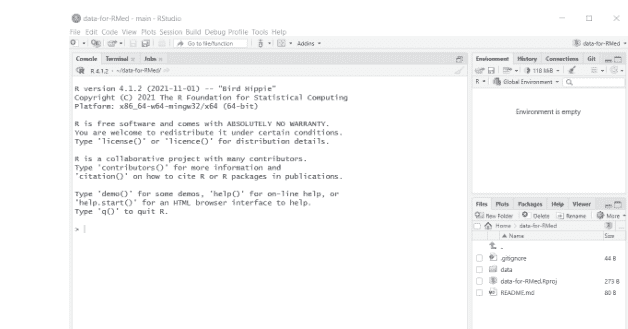 data-for-RMed - main - RStudio
File Edit Code View Plots Session Build Debug Profile Tools Help
Go to file/function Addins
data-for-RMed
Console Terminal Jobs
R 4.1.2 · ~/data-for-RMed/
R version 4.1.2 (2021-11-01) -- "Bird Hippie"
Copyright (C) 2021 The R Foundation for Statistical Computing
Platform: x86_64-w64-mingw32/x64 (64-bit)
R is free software and comes with ABSOLUTELY NO WARRANTY.
You are welcome to redistribute it under certain conditions.
Type 'license()' or 'licence()' for distribution details.
R is a collaborative project with many contributors.
Type 'contributors()' for more information and
'citation()' on how to cite R or R packages in publications.
Type 'demo()' for some demos, 'help()' for on-line help, or
'help.start()' for an HTML browser interface to help.
Type 'q()' to quit R.
>
Environment History Connections Git
118 MiB
R Global Environment
Environment is empty
Files Plots Packages Help Viewer
New Folder Delete Rename More
Home data-for-RMed
Name Size
..
.gitignore 44 B
data
data-for-RMed.Rproj 273 B
README.md 80 B